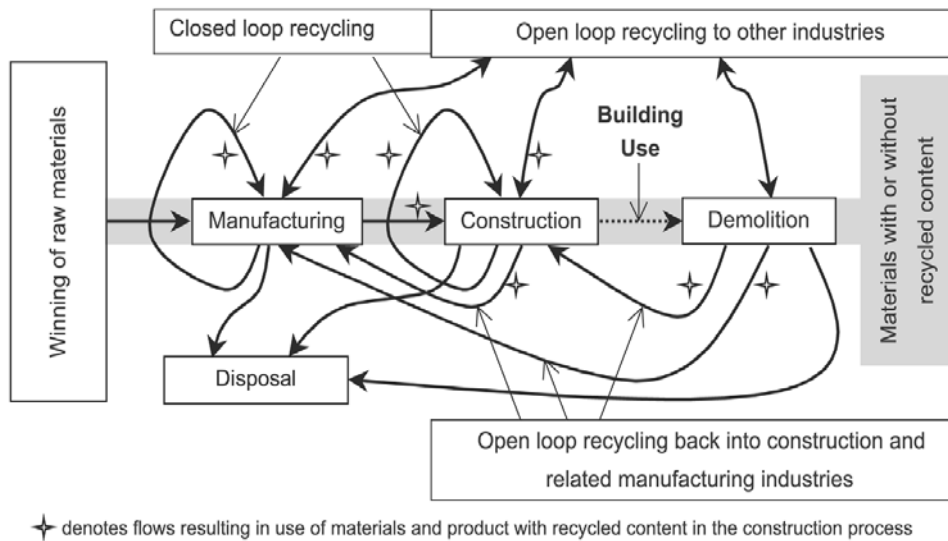 Closed loop recycling
Open loop recycling to other industries
Winning of raw materials
Building
Use
Materials with or without
recycled content
Manufacturing
Construction
Demolition
Disposal
Open loop recycling back into construction and
related manufacturing industries
denotes flows resulting in use of materials and product with recycled content in the construction process